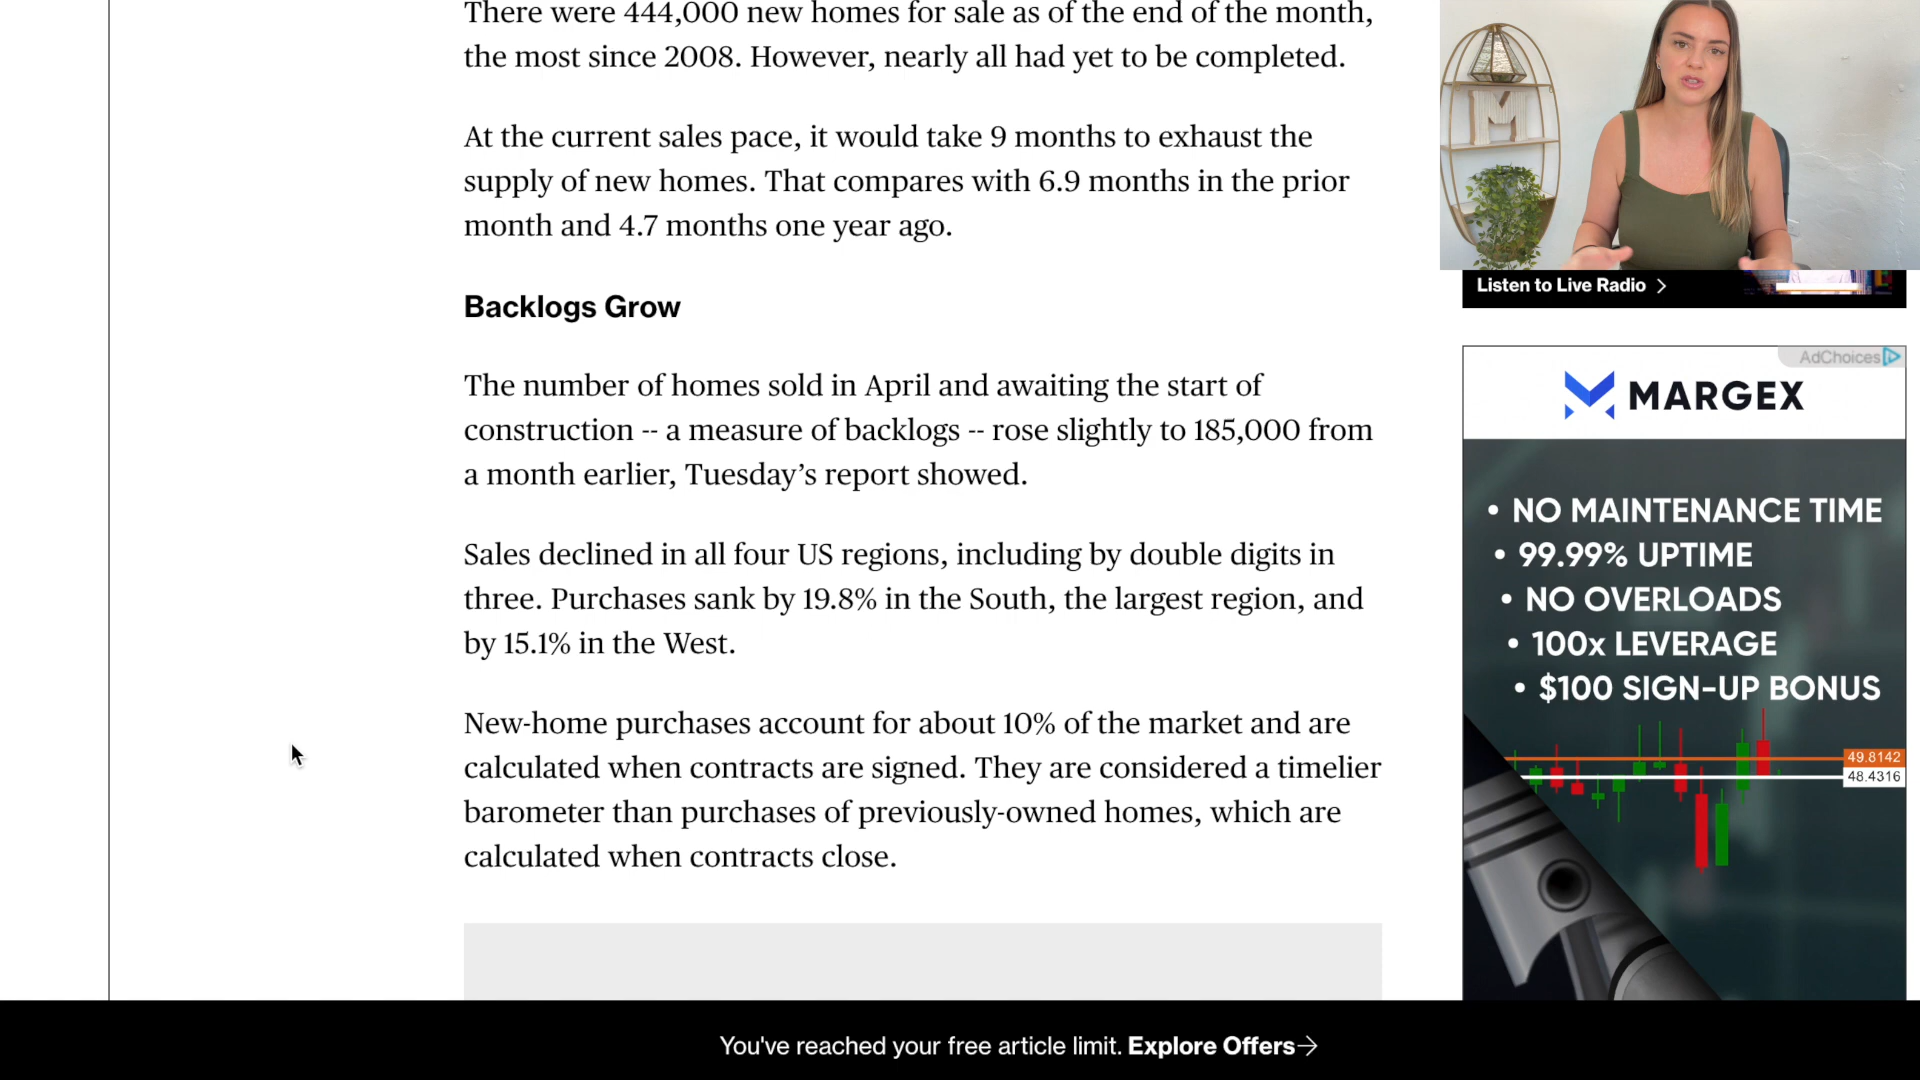 There were 444,000 new homes for sale as of the end of the month,
the most since 2008. However, nearly all had yet to be completed.
At the current sales pace, it would take 9 months to exhaust the
supply of new homes. That compares with 6.9 months in the prior
month and 4.7 months one year ago.
Backlogs Grow
The number of homes sold in April and awaiting the start of
construction -- a measure of backlogs -- rose slightly to 185,000 from
a month earlier, Tuesday’s report showed.
Sales declined in all four US regions, including by double digits in
three. Purchases sank by 19.8% in the South, the largest region, and
by 15.1% in the West.
New-home purchases account for about 10% of the market and are
calculated when contracts are signed. They are considered a timelier
barometer than purchases of previously-owned homes, which are
calculated when contracts close.
M
Listen to Live Radio
AdChoices
MARGEX
• NO MAINTENANCE TIME
• 99.99% UPTIME
• NO OVERLOADS
• 100x LEVERAGE
• $100 SIGN-UP BONUS
49.8142
48.4316
You've reached your free article limit. Explore Offers→